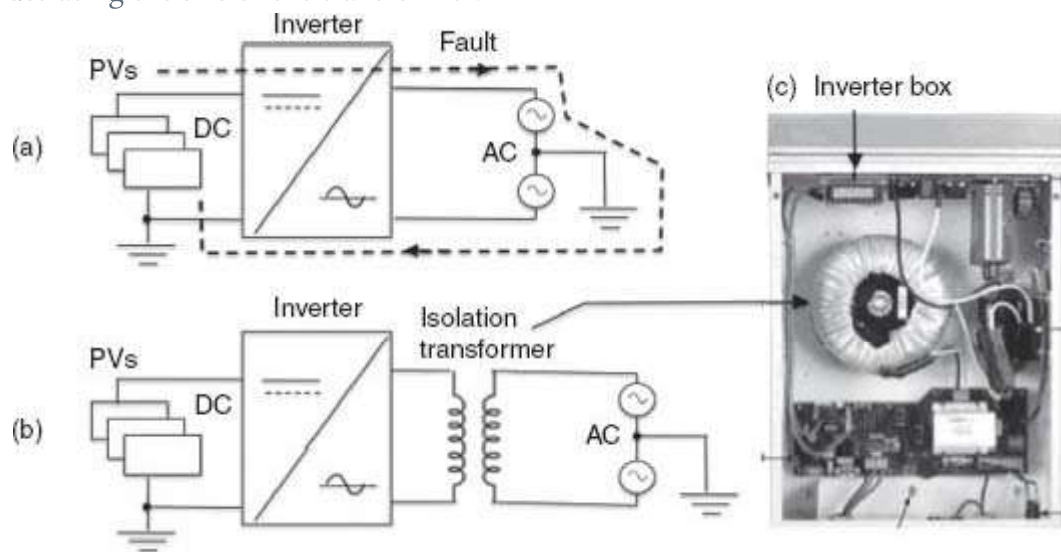 Inverter
PVs
Fault
DC
AC
(a)
(c) Inverter box
Inverter
Isolation
transformer
PVs
DC
AC
(b)